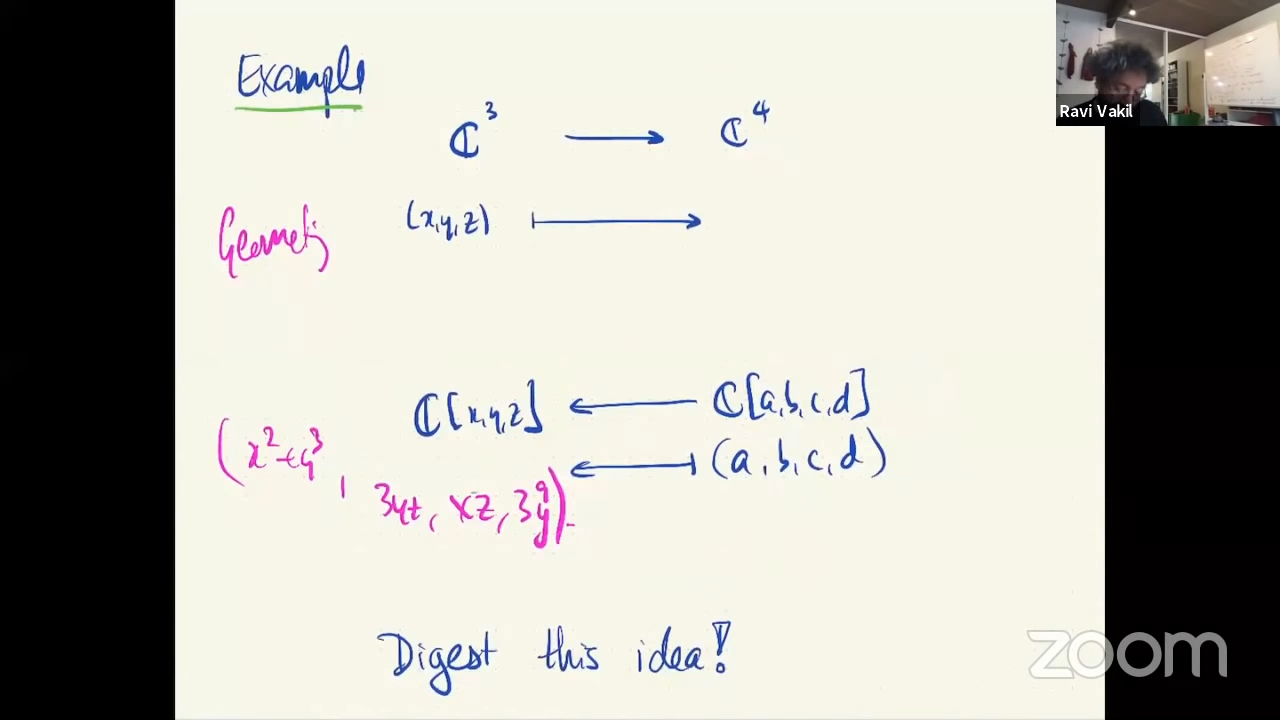 Example
ℂ³ ⟶ ℂ⁴
Geometry (x,y,z) ⟼
ℂ[x,y,z] ⟵ ℂ[a,b,c,d]
(x²+y³, ⟻ (a,b,c,d)
3yz, xz, 3y⁹).
Digest this idea!
Ravi Vakil
zoom